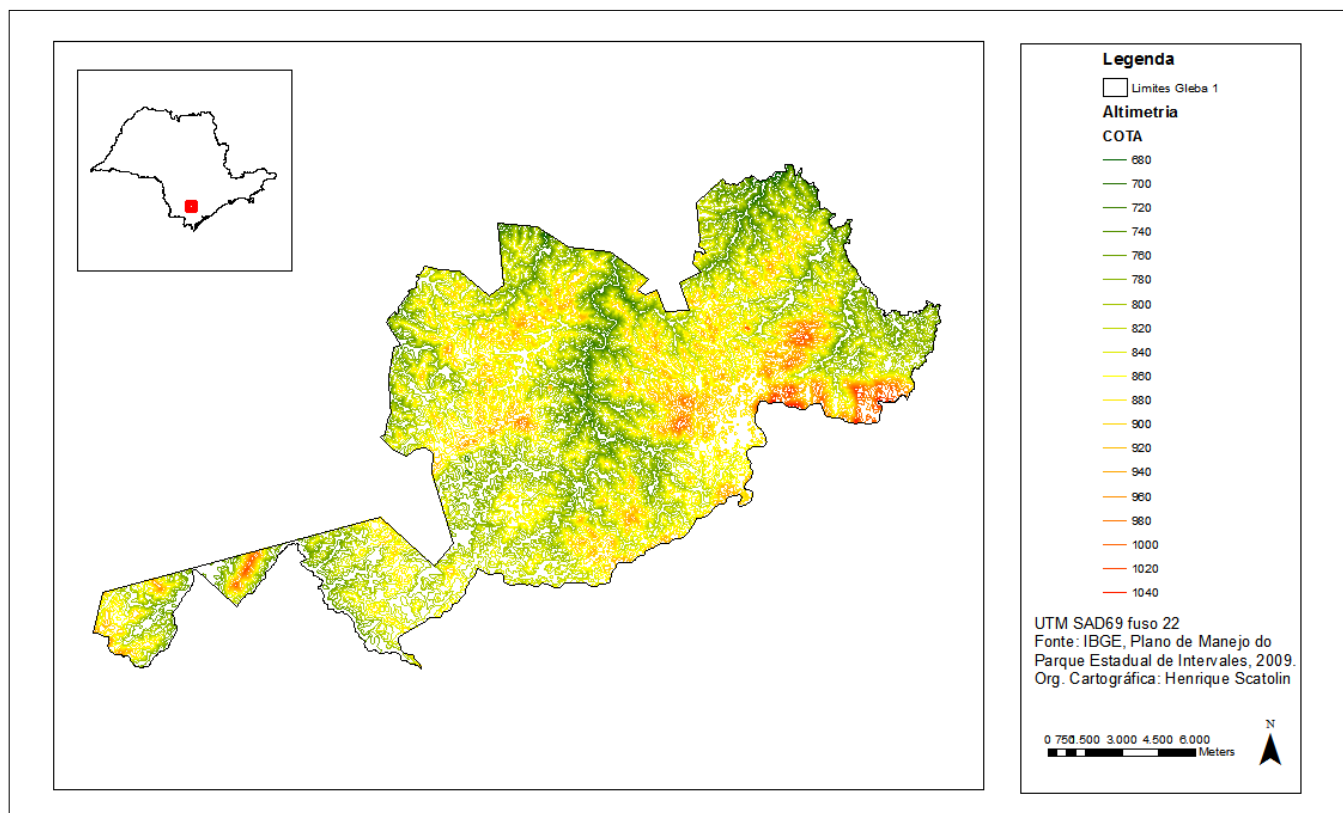 Legenda
Limites Gleba 1
Altimetria
COTA
680
700
720
740
760
780
800
820
840
860
880
900
920
940
960
980
1000
1020
1040
UTM SAD69 fuso 22
Fonte: IBGE, Plano de Manejo do
Parque Estadual de Intervales, 2009.
Org. Cartográfica: Henrique Scatolin
N
0 750 1.500 3.000 4.500 6.000
Meters